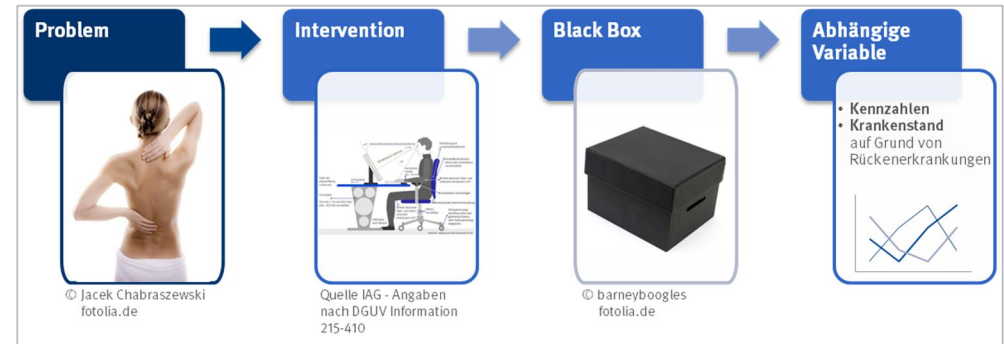 Problem
Intervention
Black Box
Abhängige
Variable
• Kennzahlen
• Krankenstand
auf Grund von
Rückenerkrankungen
© Jacek Chabraszewski
fotolia.de
Quelle IAG - Angaben
nach DGUV Information
215-410
© barneyboogles
fotolia.de